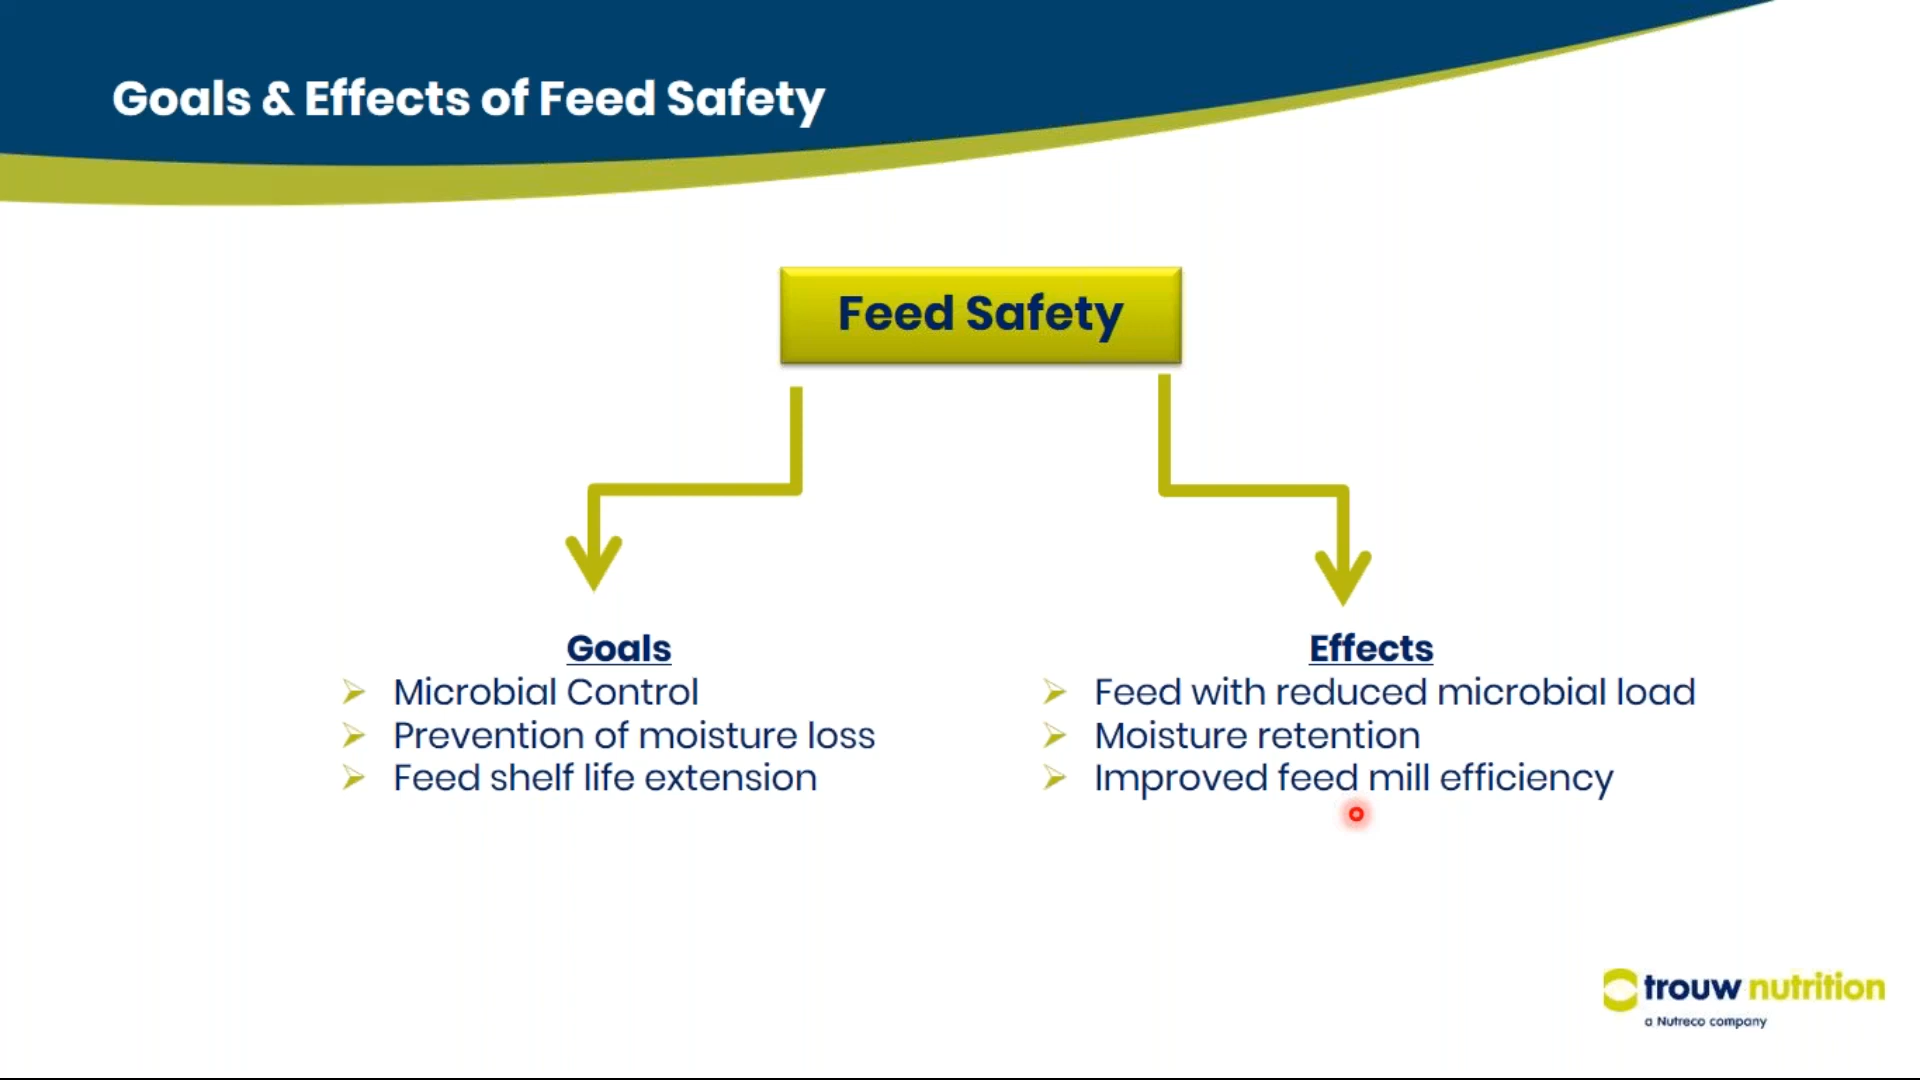 Goals & Effects of Feed Safety
Feed Safety
Goals
Microbial Control
Prevention of moisture loss
Feed shelf life extension
Effects
Feed with reduced microbial load
Moisture retention
Improved feed mill efficiency
trouw nutrition
a Nutreco company